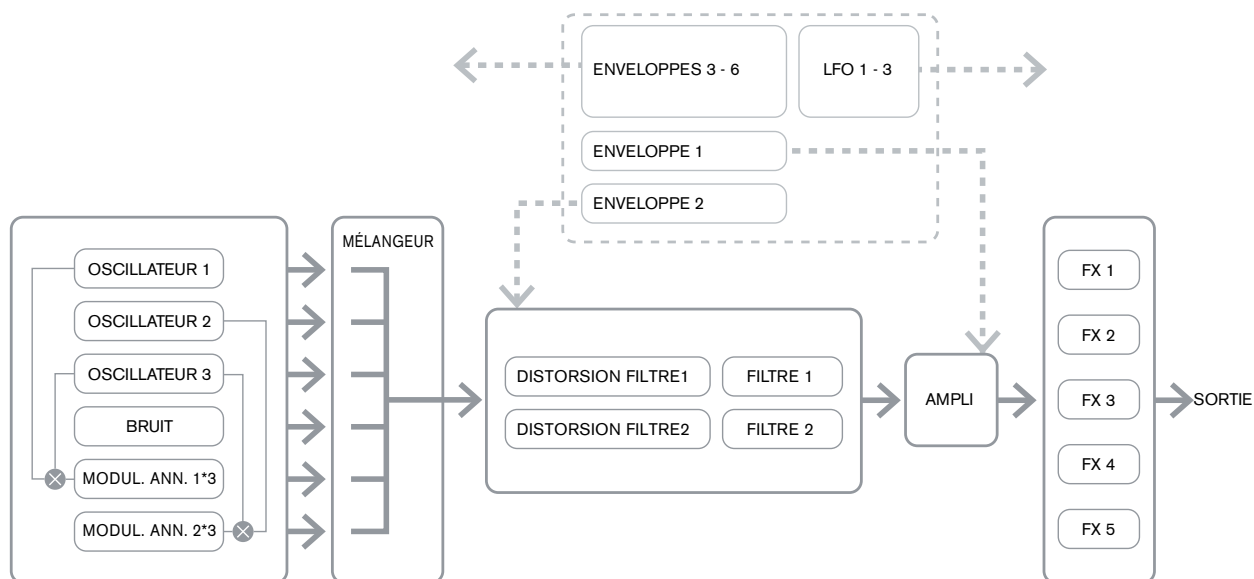 ENVELOPPES 3 - 6
LFO 1 - 3
ENVELOPPE 1
ENVELOPPE 2
OSCILLATEUR 1
OSCILLATEUR 2
OSCILLATEUR 3
BRUIT
MODUL. ANN. 1*3
MODUL. ANN. 2*3
MÉLANGEUR
DISTORSION FILTRE1
FILTRE 1
DISTORSION FILTRE2
FILTRE 2
AMPLI
FX 1
FX 2
FX 3
FX 4
FX 5
SORTIE